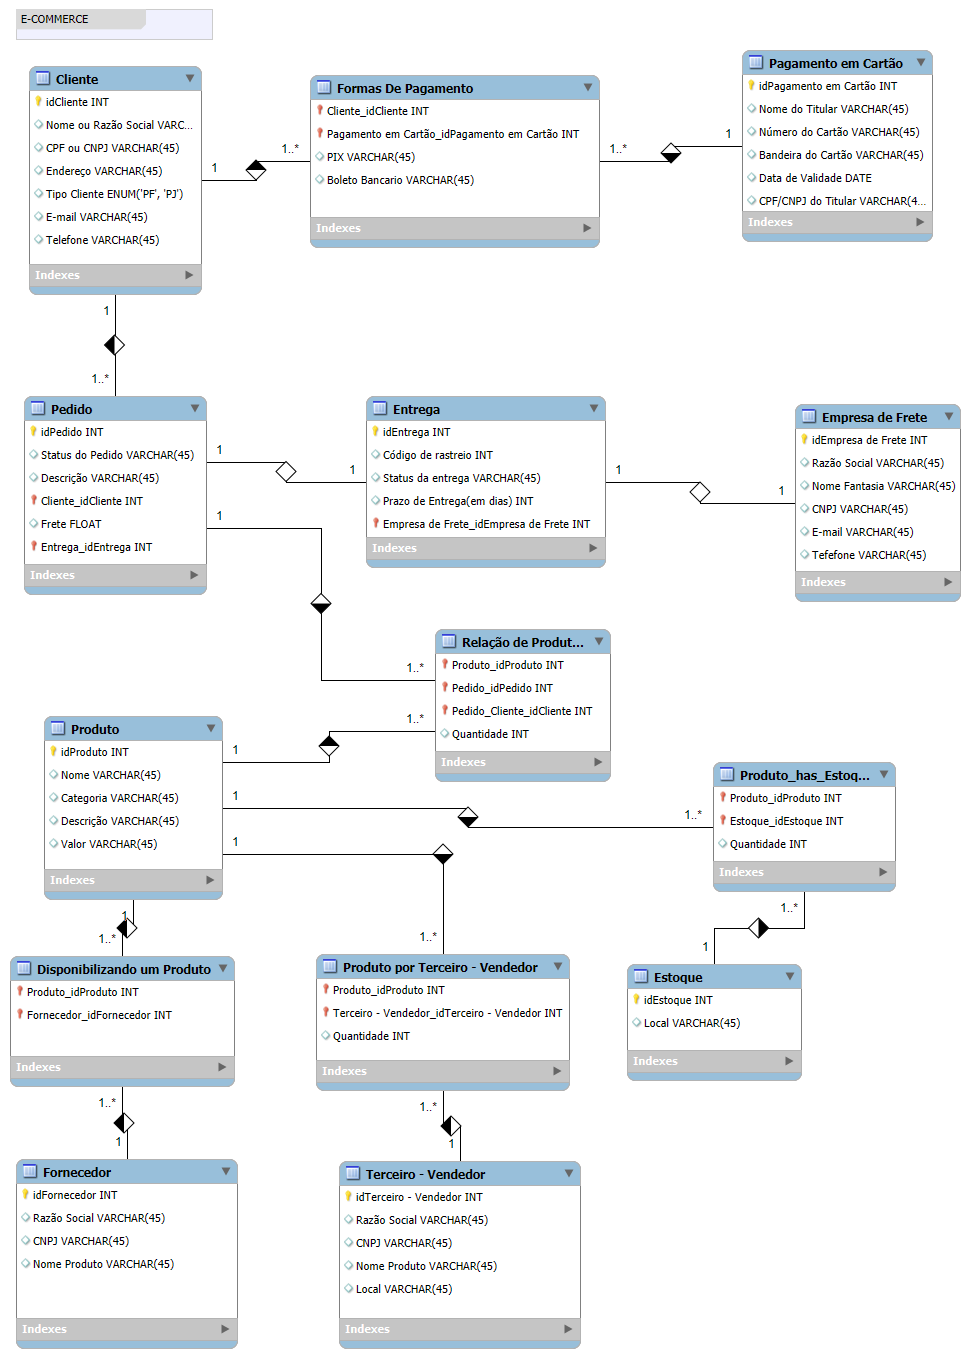 E-COMMERCE
Cliente
idCliente INT
Nome ou Razão Social VARC...
CPF ou CNPJ VARCHAR(45)
Endereço VARCHAR(45)
Tipo Cliente ENUM('PF', 'PJ')
E-mail VARCHAR(45)
Telefone VARCHAR(45)
Indexes
1
1..*
Formas De Pagamento
Cliente_idCliente INT
Pagamento em Cartão_idPagamento em Cartão INT
PIX VARCHAR(45)
Boleto Bancario VARCHAR(45)
Indexes
1..*
1
Pagamento em Cartão
idPagamento em Cartão INT
Nome do Titular VARCHAR(45)
Número do Cartão VARCHAR(45)
Bandeira do Cartão VARCHAR(45)
Data de Validade DATE
CPF/CNPJ do Titular VARCHAR(4...
Indexes
1
1..*
Pedido
idPedido INT
Status do Pedido VARCHAR(45)
Descrição VARCHAR(45)
Cliente_idCliente INT
Frete FLOAT
Entrega_idEntrega INT
Indexes
1
1
Entrega
idEntrega INT
Código de rastreio INT
Status da entrega VARCHAR(45)
Prazo de Entrega(em dias) INT
Empresa de Frete_idEmpresa de Frete INT
Indexes
1
1
Empresa de Frete
idEmpresa de Frete INT
Razão Social VARCHAR(45)
Nome Fantasia VARCHAR(45)
CNPJ VARCHAR(45)
E-mail VARCHAR(45)
Tefefone VARCHAR(45)
Indexes
1
1..*
Relação de Produt...
Produto_idProduto INT
Pedido_idPedido INT
Pedido_Cliente_idCliente INT
Quantidade INT
Indexes
1..*
1
Produto
idProduto INT
Nome VARCHAR(45)
Categoria VARCHAR(45)
Descrição VARCHAR(45)
Valor VARCHAR(45)
Indexes
1
1..*
Produto_has_Estoq...
Produto_idProduto INT
Estoque_idEstoque INT
Quantidade INT
Indexes
1..*
1
Estoque
idEstoque INT
Local VARCHAR(45)
Indexes
1
1..*
1
1..*
Disponibilizando um Produto
Produto_idProduto INT
Fornecedor_idFornecedor INT
Indexes
Produto por Terceiro - Vendedor
Produto_idProduto INT
Terceiro - Vendedor_idTerceiro - Vendedor INT
Quantidade INT
Indexes
1..*
1
1..*
1
Fornecedor
idFornecedor INT
Razão Social VARCHAR(45)
CNPJ VARCHAR(45)
Nome Produto VARCHAR(45)
Indexes
Terceiro - Vendedor
idTerceiro - Vendedor INT
Razão Social VARCHAR(45)
CNPJ VARCHAR(45)
Nome Produto VARCHAR(45)
Local VARCHAR(45)
Indexes